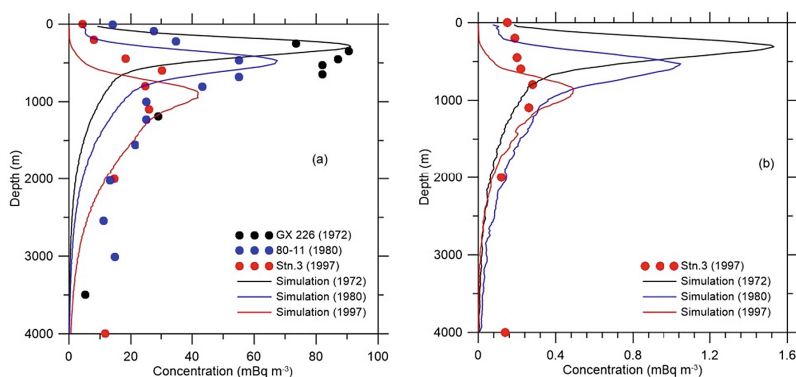 0
1000
2000
3000
4000
Depth (m)
0 20 40 60 80 100
Concentration (mBq m-3)
(a)
GX 226 (1972)
80-11 (1980)
Stn.3 (1997)
Simulation (1972)
Simulation (1980)
Simulation (1997)
0
1000
2000
3000
4000
Depth (m)
0 0.4 0.8 1.2 1.6
Concentration (mBq m-3)
(b)
Stn.3 (1997)
Simulation (1972)
Simulation (1980)
Simulation (1997)